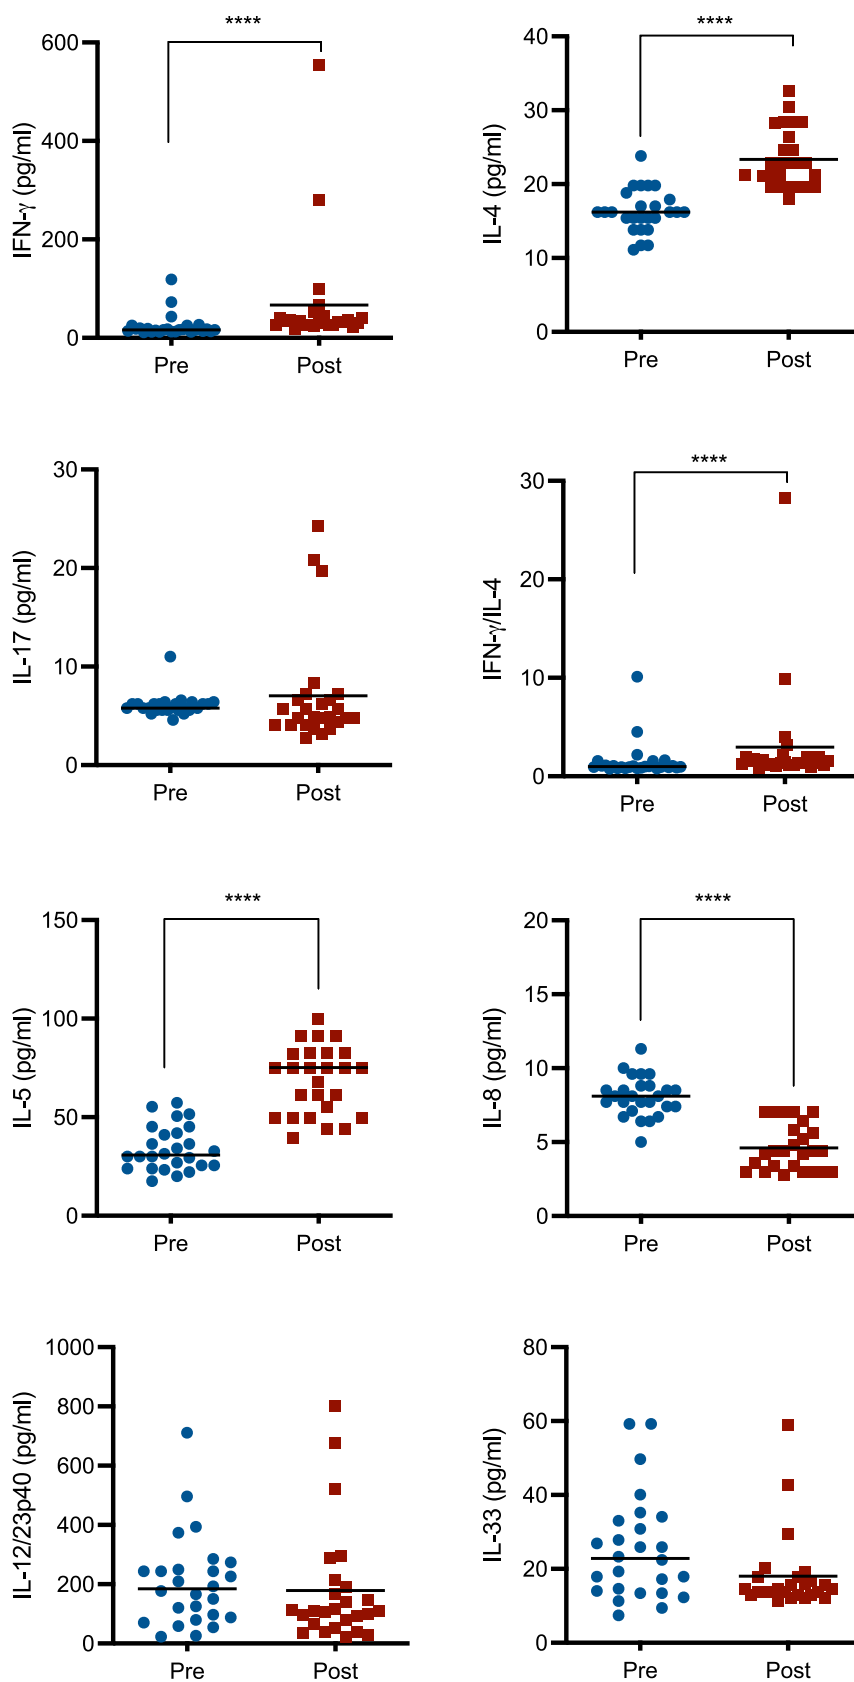 ****
600
400
200
0
IFN-γ (pg/ml)
Pre
Post
****
40
30
20
10
0
IL-4 (pg/ml)
Pre
Post
30
20
10
0
IL-17 (pg/ml)
Pre
Post
****
30
20
10
0
IFN-γ/IL-4
Pre
Post
****
150
100
50
0
IL-5 (pg/ml)
Pre
Post
****
20
15
10
5
0
IL-8 (pg/ml)
Pre
Post
1000
800
600
400
200
0
IL-12/23p40 (pg/ml)
Pre
Post
80
60
40
20
0
IL-33 (pg/ml)
Pre
Post